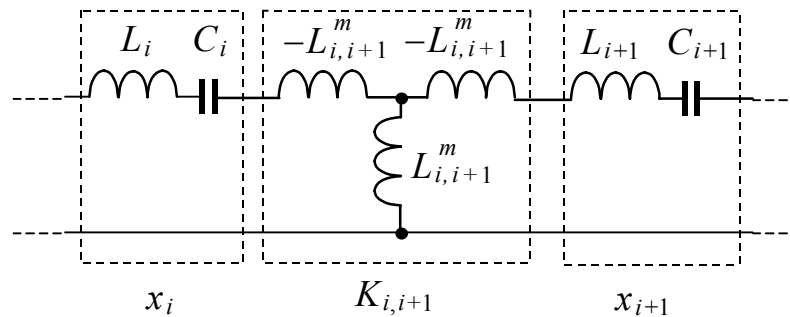 L_i C_i −L^m_{i,i+1} −L^m_{i,i+1} L_{i+1} C_{i+1}
L^m_{i,i+1}
x_i K_{i,i+1} x_{i+1}